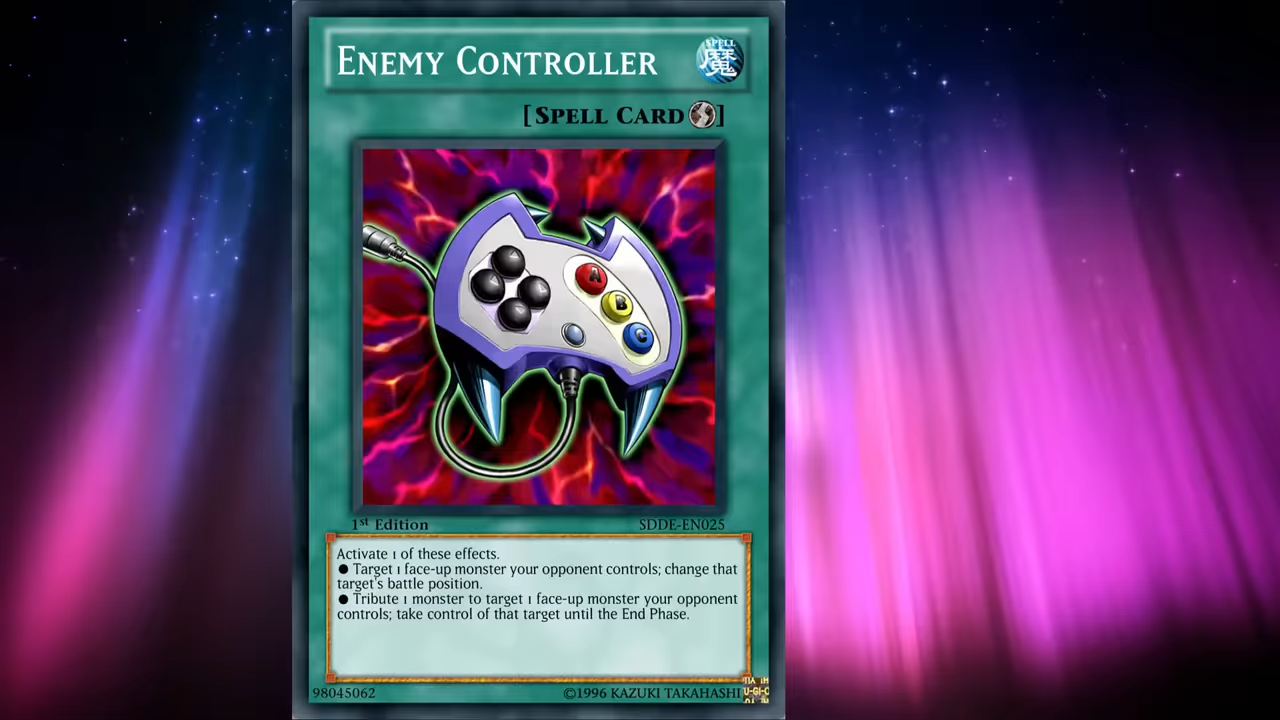 ENEMY CONTROLLER
SPELL
魔
[SPELL CARD]
A
B
C
1st Edition
SDDE-EN025
Activate 1 of these effects.
● Target 1 face-up monster your opponent controls; change that
target's battle position.
● Tribute 1 monster to target 1 face-up monster your opponent
controls; take control of that target until the End Phase.
98045062
©1996 KAZUKI TAKAHASHI